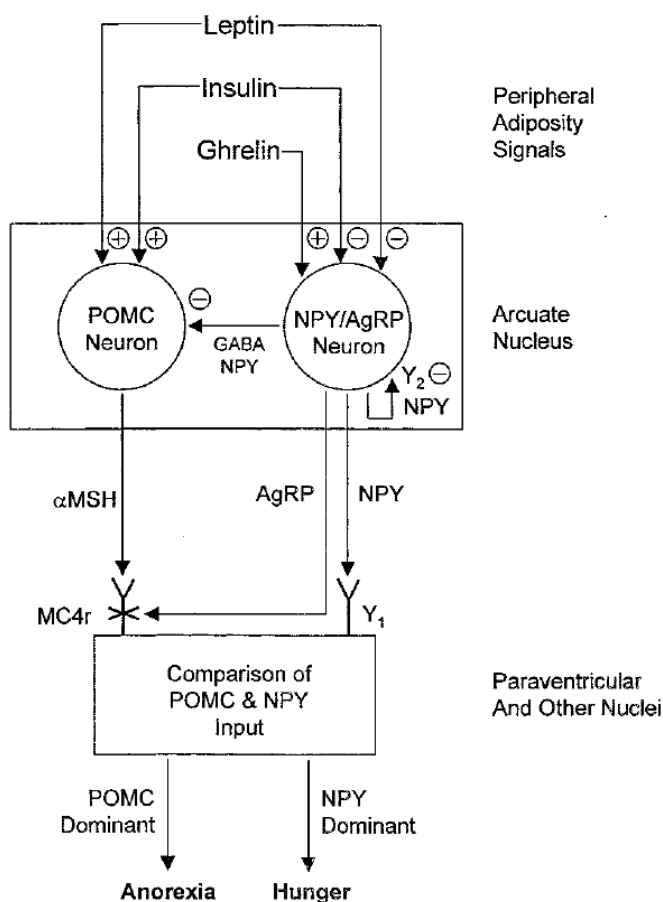 Leptin
Insulin
Ghrelin
Peripheral
Adiposity
Signals
+ + + − −
POMC
Neuron
−
GABA
NPY
NPY/AgRP
Neuron
Y₂ −
NPY
Arcuate
Nucleus
αMSH
AgRP
NPY
MC4r
Y₁
Comparison of
POMC & NPY
Input
Paraventricular
And Other Nuclei
POMC
Dominant
NPY
Dominant
Anorexia
Hunger